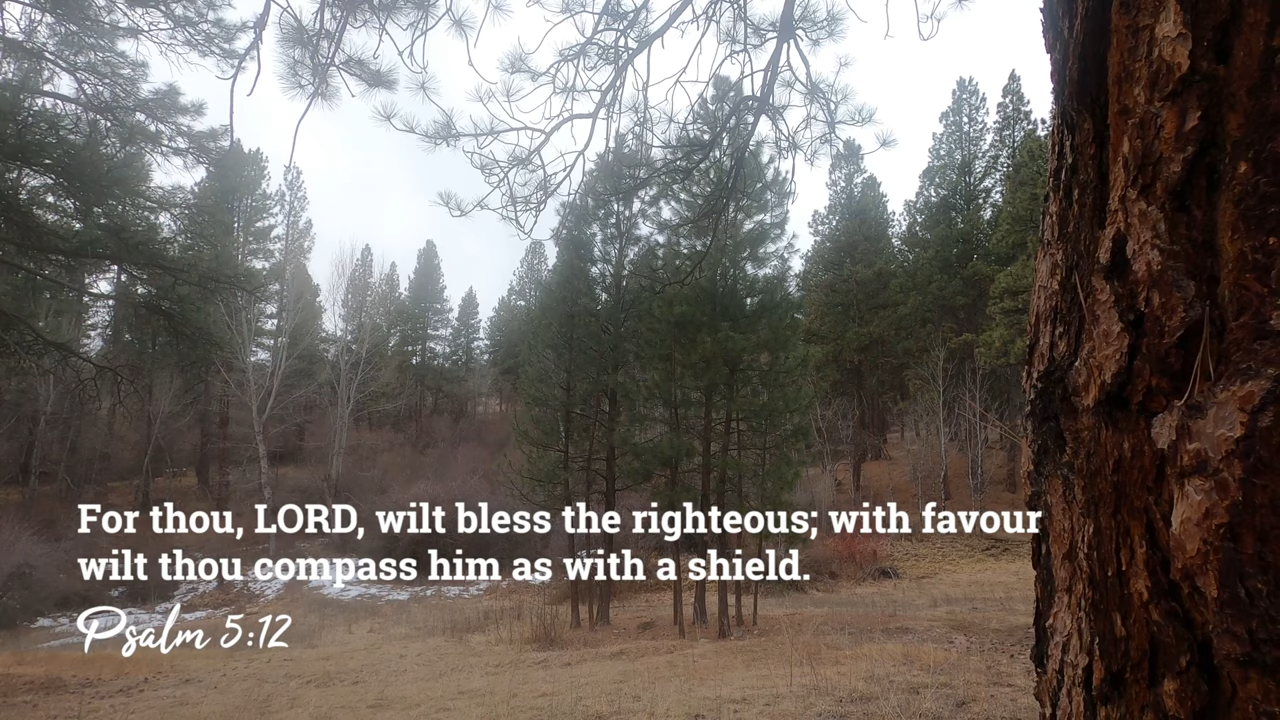 For thou, LORD, wilt bless the righteous; with favour
wilt thou compass him as with a shield.
Psalm 5:12